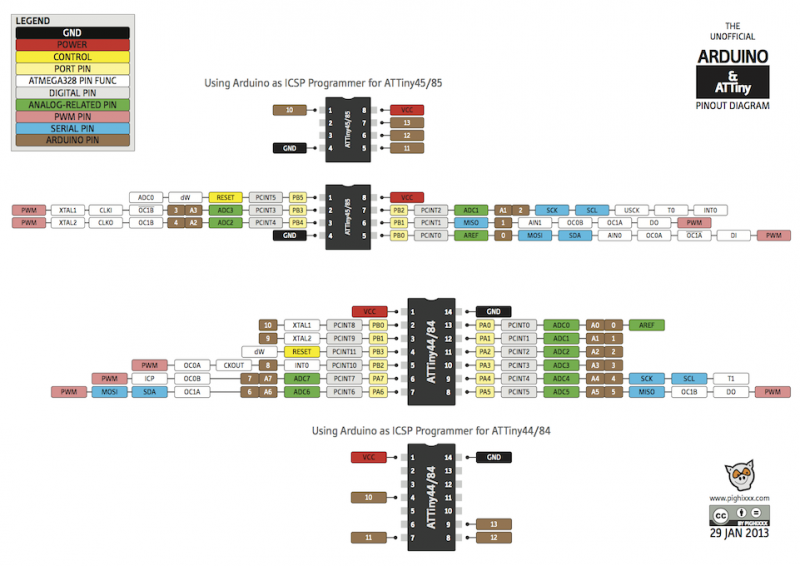 LEGEND
GND
POWER
CONTROL
PORT PIN
ATMEGA328 PIN FUNC
DIGITAL PIN
ANALOG-RELATED PIN
PWM PIN
SERIAL PIN
ARDUINO PIN
THE
UNOFFICIAL
ARDUINO
&
ATTiny
PINOUT DIAGRAM
Using Arduino as ICSP Programmer for ATTiny45/85
10 1 ATTiny45/85 8 VCC
2 7 13
3 6 12
GND 4 5 11
ADC0 dW RESET PCINT5 PB5 1 ATTiny45/85 8 VCC
PWM XTAL1 CLKI OC1B 3 A3 ADC3 PCINT3 PB3 2 7 PB2 PCINT2 ADC1 A1 2 SCK SCL USCK T0 INT0
PWM XTAL2 CLKO OC1B 4 A2 ADC2 PCINT4 PB4 3 6 PB1 PCINT1 MISO 1 AIN1 OC0B OC1A DO PWM
GND 4 5 PB0 PCINT0 AREF 0 MOSI SDA AIN0 OC0A OC1A DI PWM
VCC 1 ATTiny44/84 14 GND
10 XTAL1 PCINT8 PB0 2 13 PA0 PCINT0 ADC0 A0 0 AREF
9 XTAL2 PCINT9 PB1 3 12 PA1 PCINT1 ADC1 A1 1
dW RESET PCINT11 PB3 4 11 PA2 PCINT2 ADC2 A2 2
PWM OC0A CKOUT 8 INT0 PCINT10 PB2 5 10 PA3 PCINT3 ADC3 A3 3
PWM ICP OC0B 7 A7 ADC7 PCINT7 PA7 6 9 PA4 PCINT4 ADC4 A4 4 SCK SCL T1
PWM MOSI SDA OC1A 6 A6 ADC6 PCINT6 PA6 7 8 PA5 PCINT5 ADC5 A5 5 MISO OC1B DO PWM
Using Arduino as ICSP Programmer for ATTiny44/84
VCC 1 ATTiny44/84 14 GND
2 13
3 12
10 4 11
5 10
6 9 13
11 7 8 12
www.pighixxx.com
cc BY PIGHIXXX
29 JAN 2013